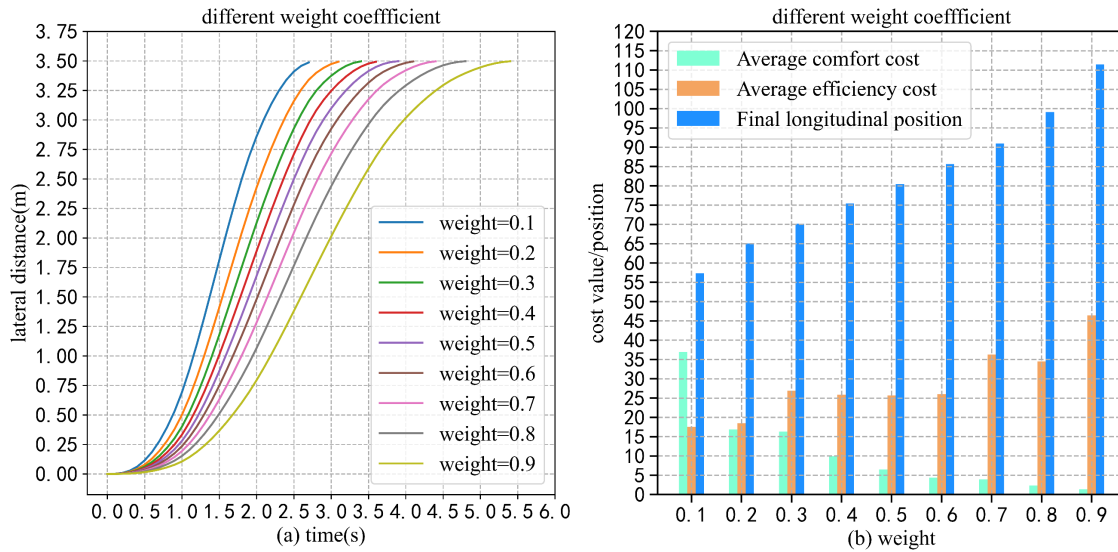 different weight coeffficient
3.75
3.50
3.25
3.00
2.75
2.50
2.25
2.00
1.75
1.50
1.25
1.00
0.75
0.50
0.25
0.00
lateral distance(m)
weight=0.1
weight=0.2
weight=0.3
weight=0.4
weight=0.5
weight=0.6
weight=0.7
weight=0.8
weight=0.9
0.0 0.5 1.0 1.5 2.0 2.5 3.0 3.5 4.0 4.5 5.0 5.5 6.0
(a) time(s)
different weight coeffficient
120
115
110
105
100
95
90
85
80
75
70
65
60
55
50
45
40
35
30
25
20
15
10
5
0
cost value/position
Average comfort cost
Average efficiency cost
Final longitudinal position
0.1 0.2 0.3 0.4 0.5 0.6 0.7 0.8 0.9
(b) weight